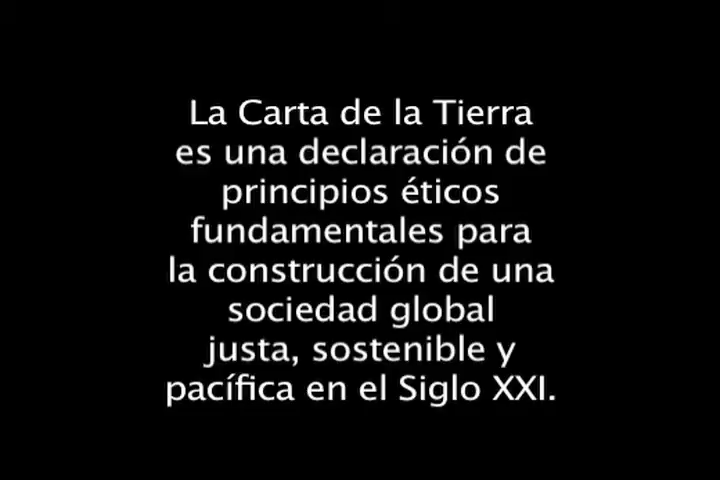 La Carta de la Tierra
es una declaración de
principios éticos
fundamentales para
la construcción de una
sociedad global
justa, sostenible y
pacífica en el Siglo XXI.